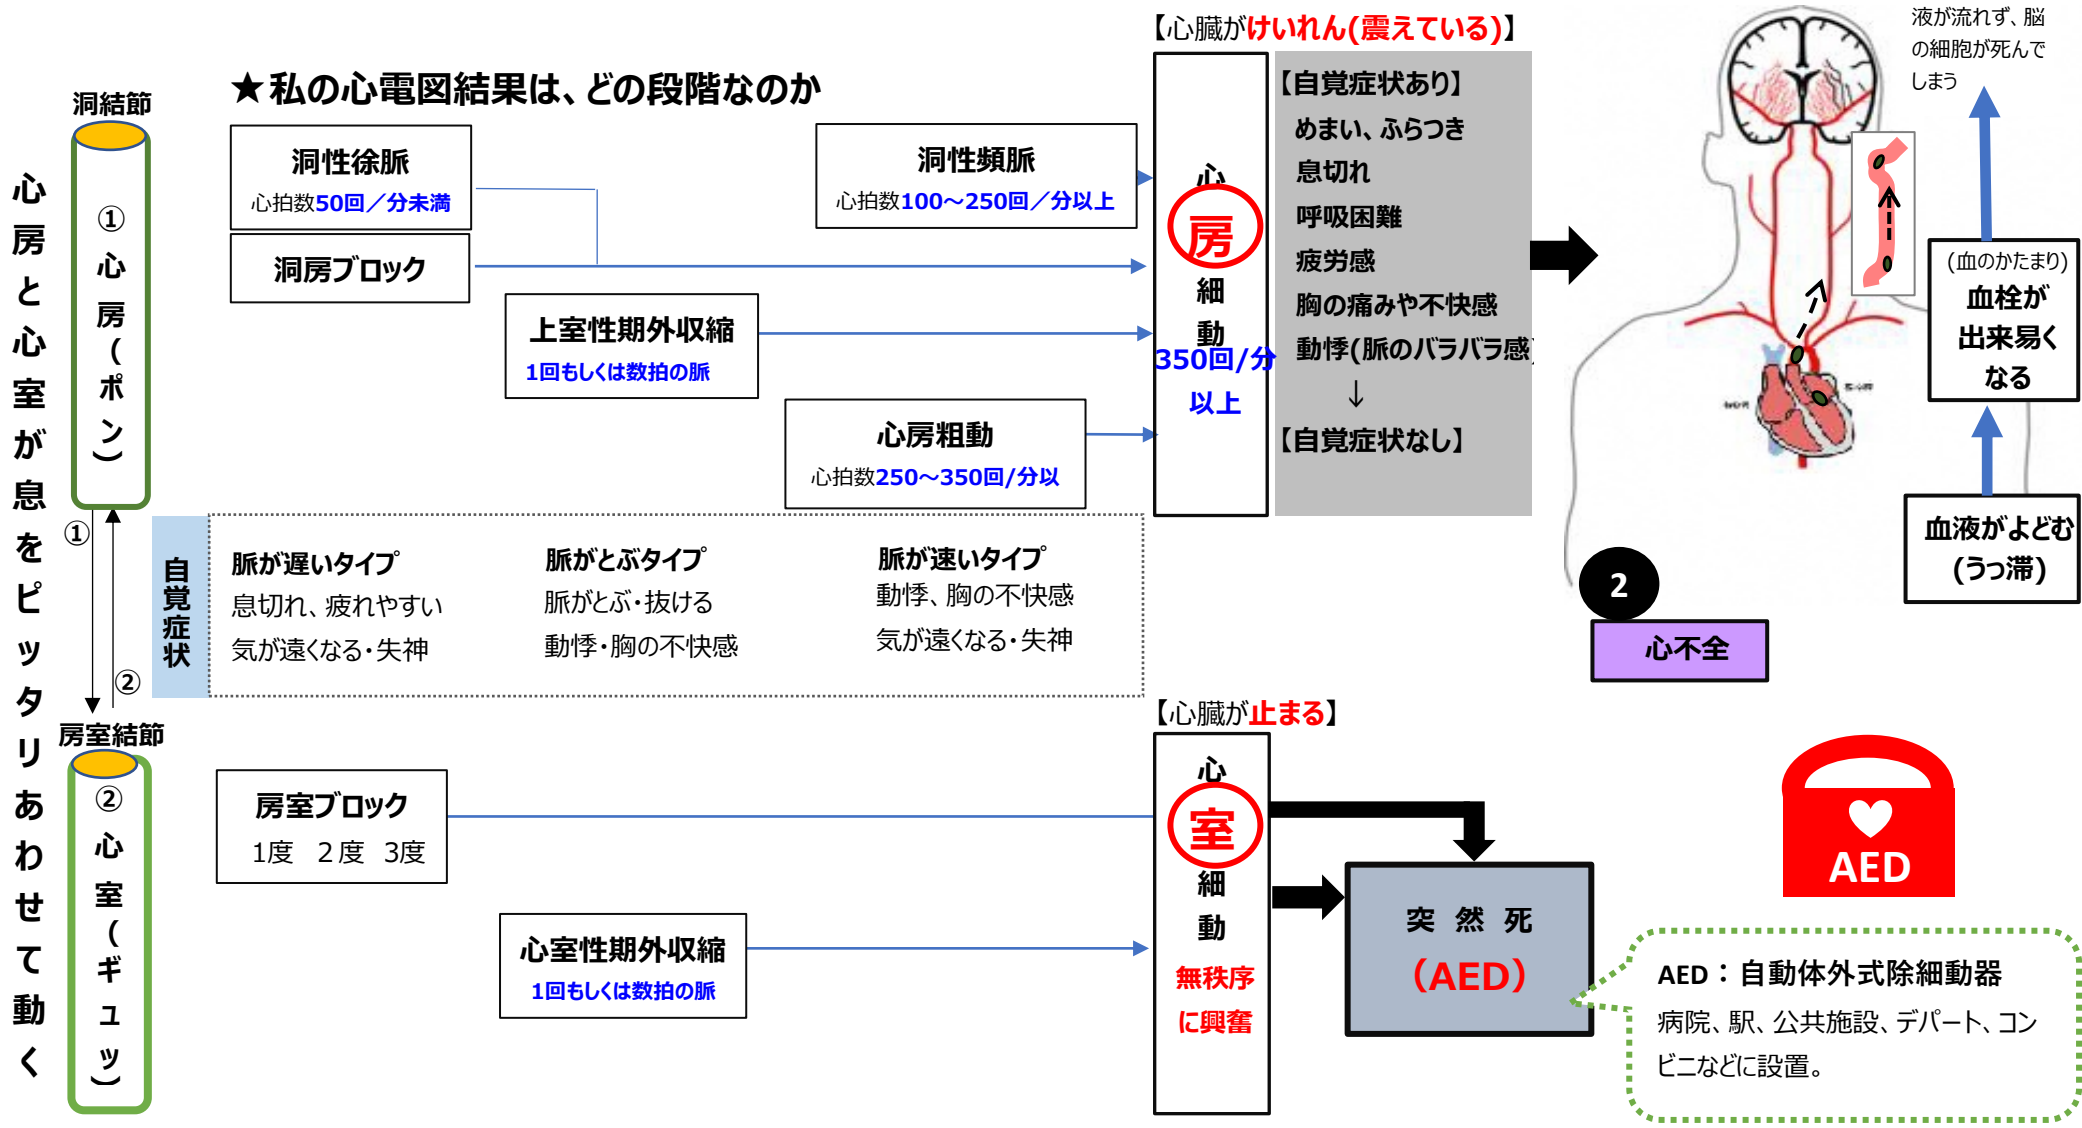 液が流れず、脳
の細胞が死んで
しまう
【心臓がけいれん(震えている)】
★私の心電図結果は、どの段階なのか
心房と心室が息をピッタリあわせて動く
洞結節
①心房(ポン)
洞性徐脈
心拍数50回／分未満
洞房ブロック
洞性頻脈
心拍数100～250回／分以上
上室性期外収縮
1回もしくは数拍の脈
心房粗動
心拍数250～350回/分以
心房細動
350回/分
以上
【自覚症状あり】
めまい、ふらつき
息切れ
呼吸困難
疲労感
胸の痛みや不快感
動悸(脈のバラバラ感)
↓
【自覚症状なし】
(血のかたまり)
血栓が
出来易く
なる
血液がよどむ
(うっ滞)
2
心不全
①
②
自覚症状
脈が遅いタイプ
息切れ、疲れやすい
気が遠くなる・失神
脈がとぶタイプ
脈がとぶ・抜ける
動悸・胸の不快感
脈が速いタイプ
動悸、胸の不快感
気が遠くなる・失神
房室結節
②心室(ギュッ)
房室ブロック
1度 2度 3度
心室性期外収縮
1回もしくは数拍の脈
【心臓が止まる】
心室細動
無秩序
に興奮
突 然 死
（AED）
AED
AED：自動体外式除細動器
病院、駅、公共施設、デパート、コン
ビニなどに設置。